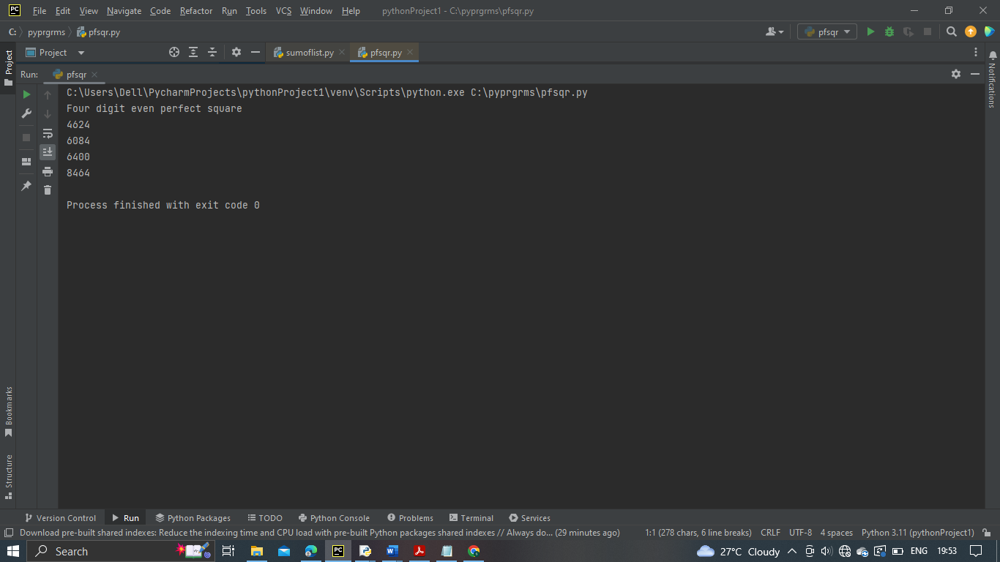 PC File Edit View Navigate Code Refactor Run Tools VCS Window Help pythonProject1 - C:\pyprgrms\pfsqr.py
C: pyprgrms pfsqr.py pfsqr
Project Project sumoflist.py pfsqr.py
Run: pfsqr
Notifications
C:\Users\Dell\PycharmProjects\pythonProject1\venv\Scripts\python.exe C:\pyprgrms\pfsqr.py
Four digit even perfect square
4624
6084
6400
8464
Process finished with exit code 0
Bookmarks
Structure
Version Control Run Python Packages TODO Python Console Problems Terminal Services
Download pre-built shared indexes: Reduce the indexing time and CPU load with pre-built Python packages shared indexes // Always do... (29 minutes ago) 1:1 (278 chars, 6 line breaks) CRLF UTF-8 4 spaces Python 3.11 (pythonProject1)
Search PC W 27°C Cloudy ENG 19:53